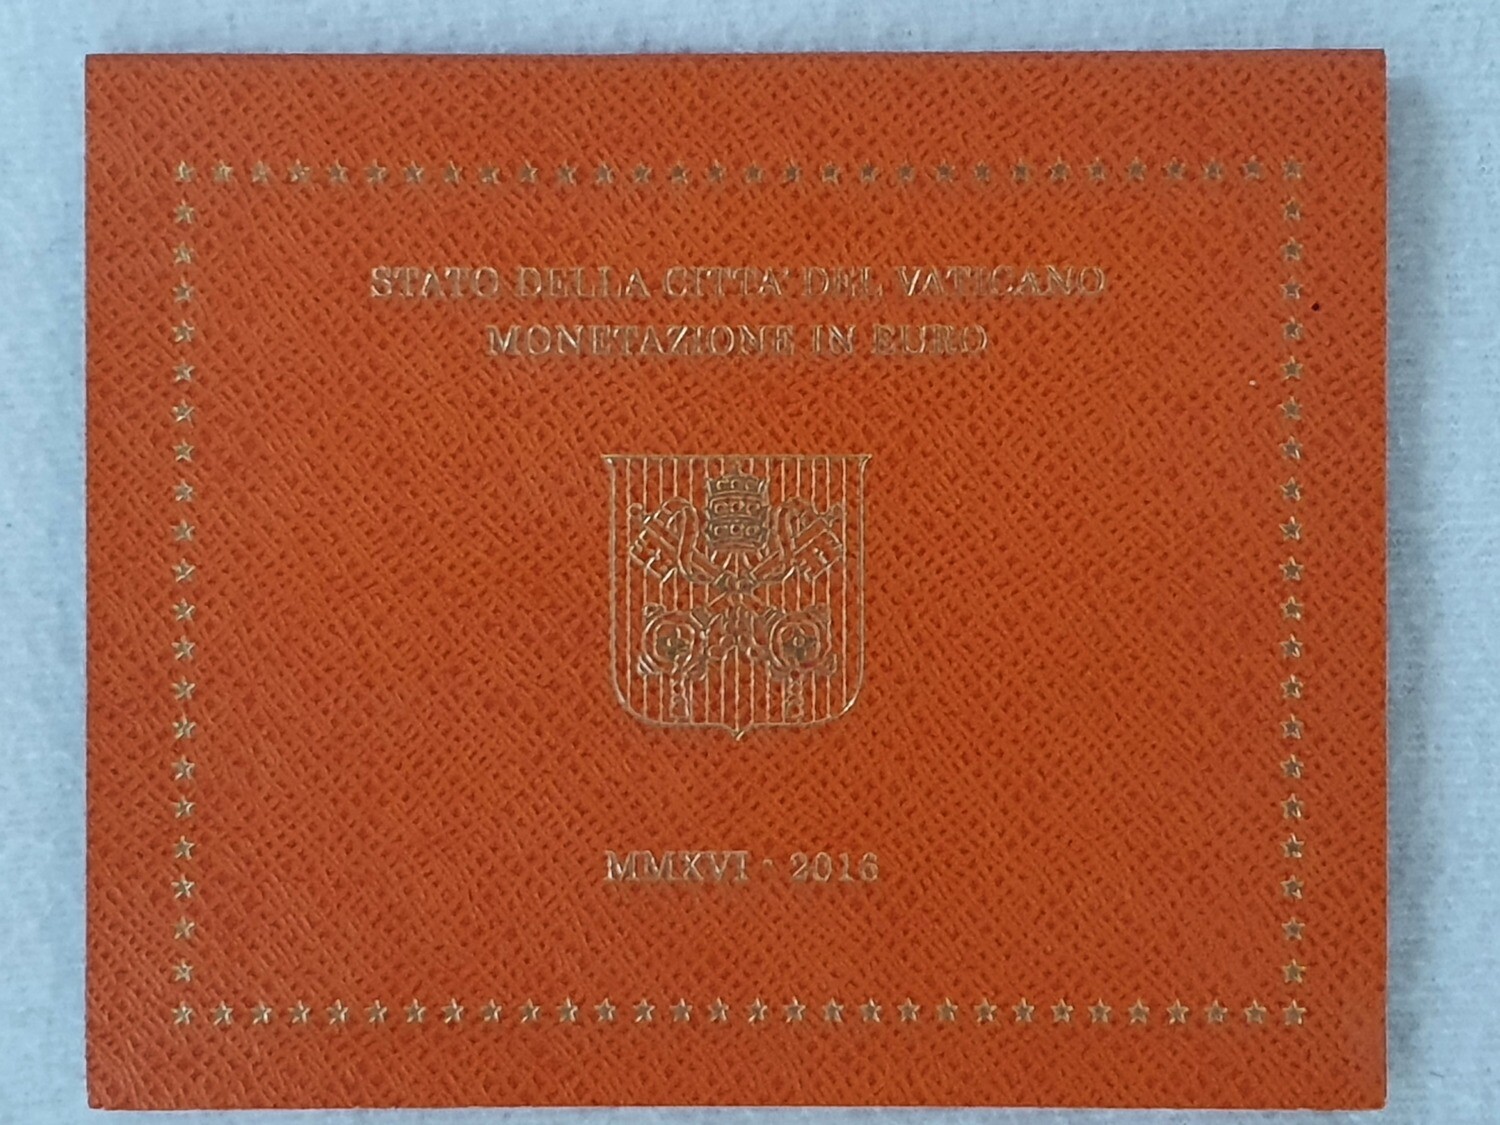 STATO DELLA CITTA' DEL VATICANO
MONETAZIONE IN EURO
MMXVI - 2016